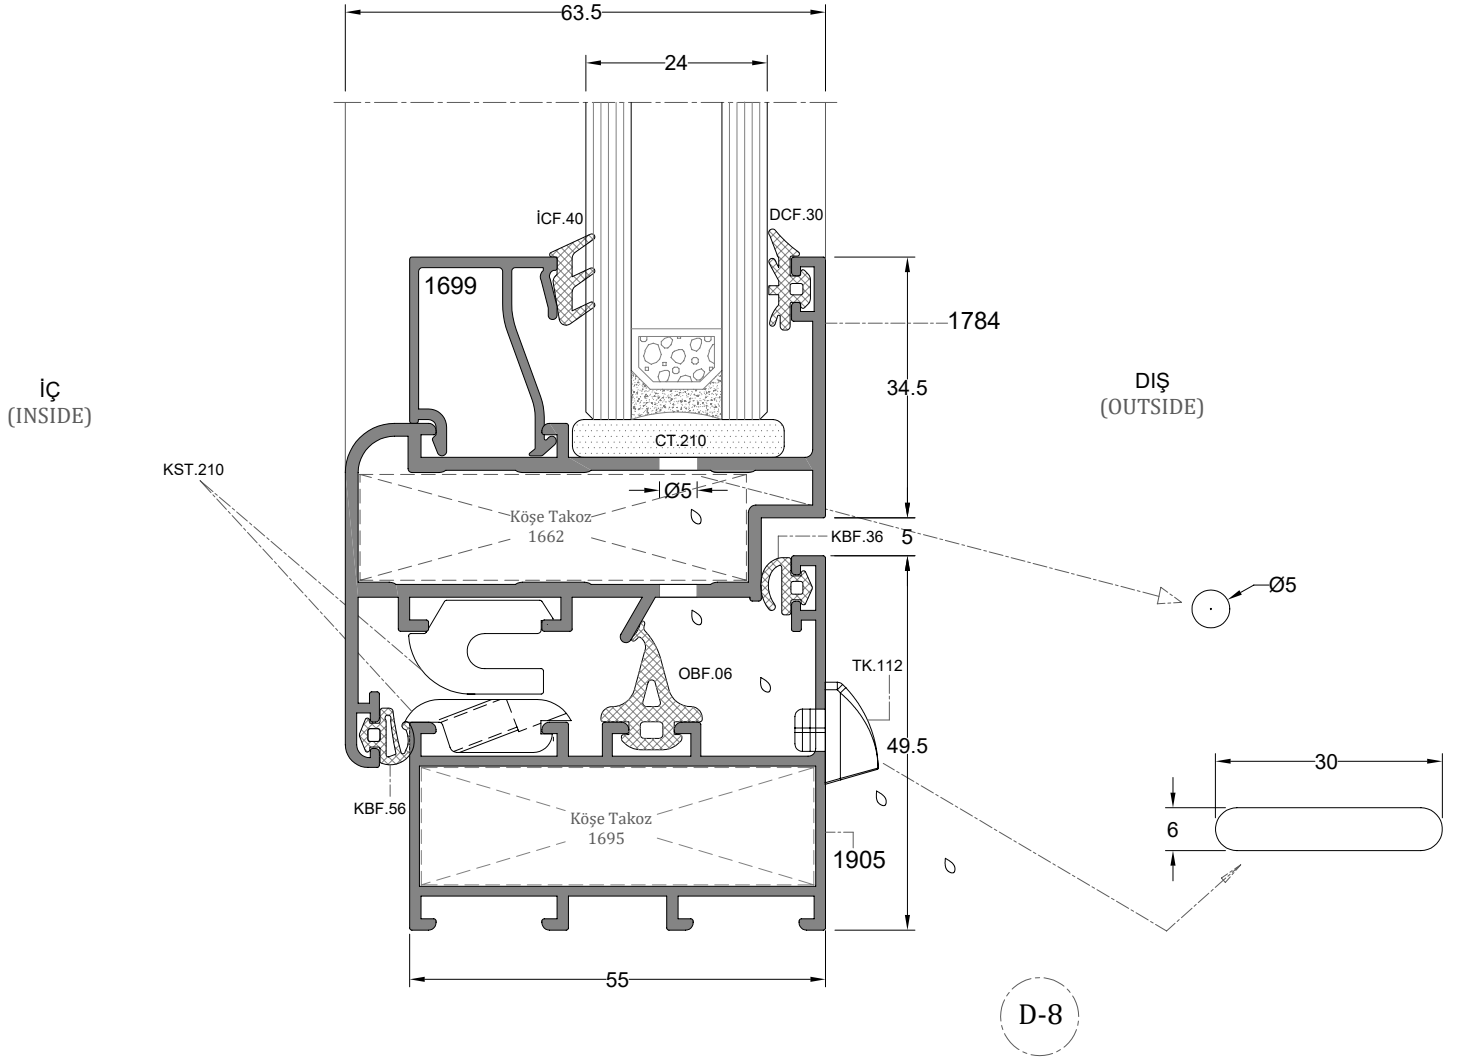 63.5
24
İCF.40
DCF.30
1699
1784
34.5
İÇ
(INSIDE)
DIŞ
(OUTSIDE)
CT.210
KST.210
Ø5
Köşe Takoz
1662
KBF.36
5
Ø5
OBF.06
TK.112
49.5
30
KBF.56
Köşe Takoz
1695
6
1905
55
D-8